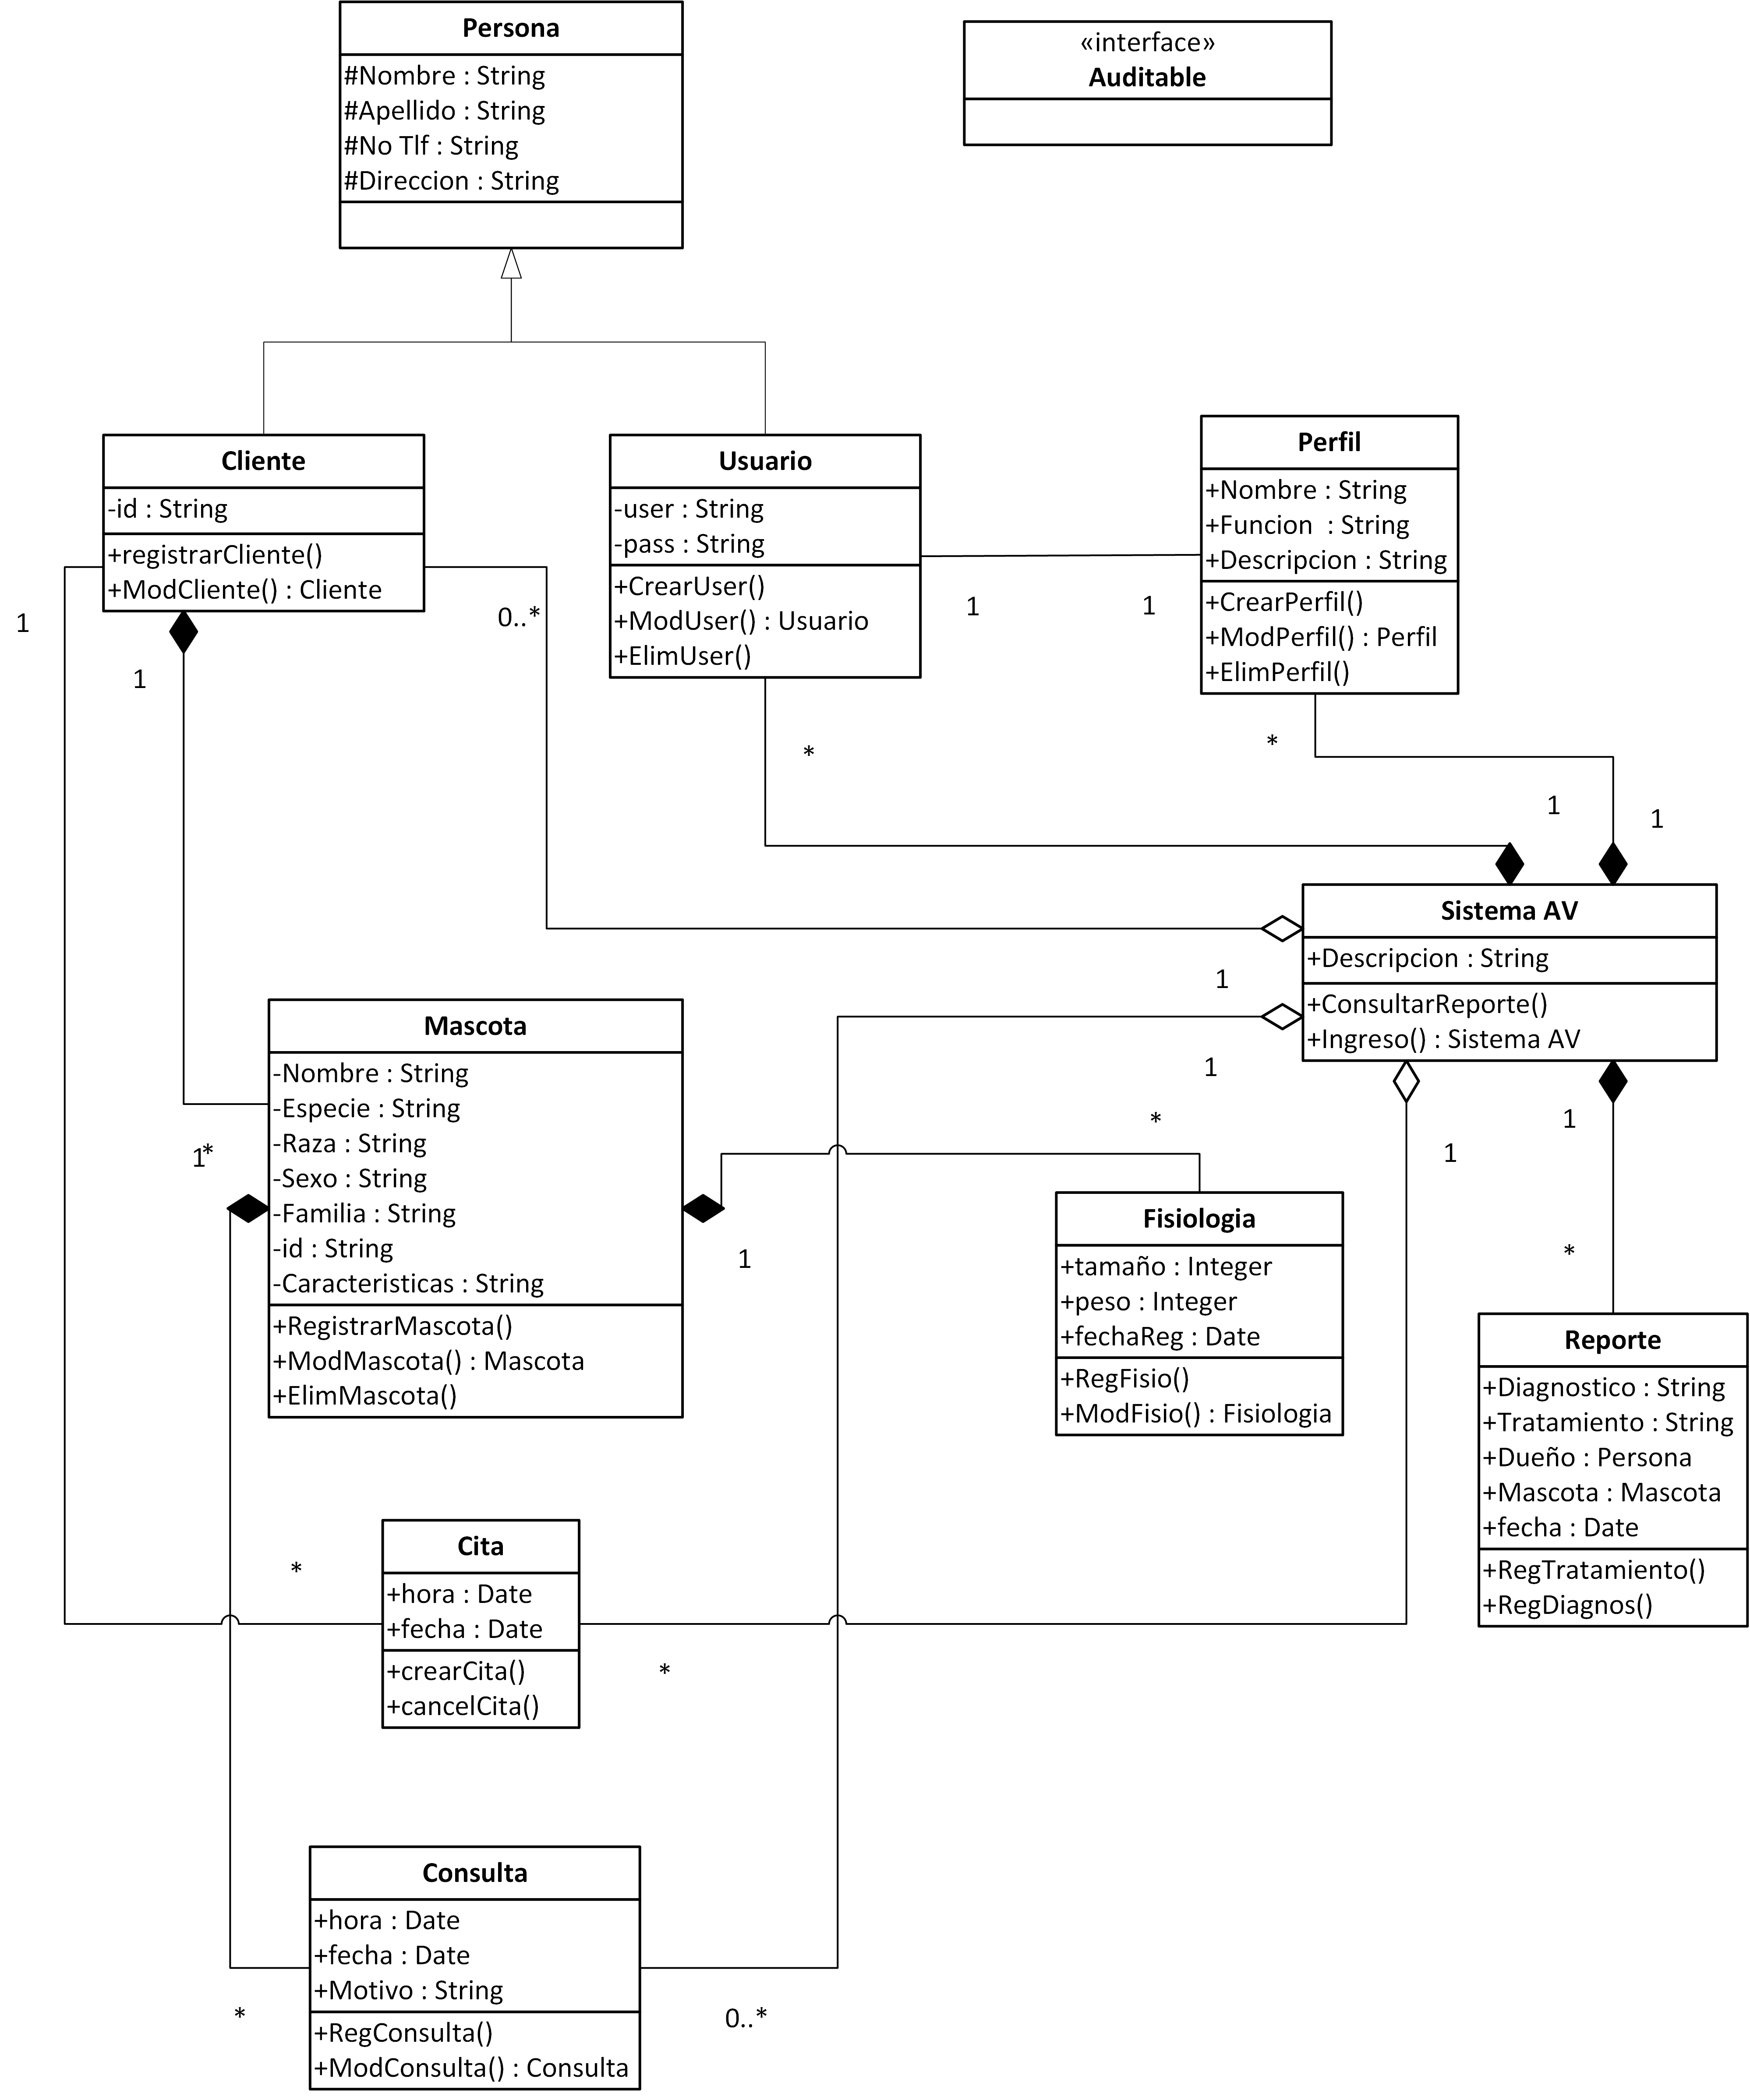 Persona
#Nombre : String
#Apellido : String
#No Tlf : String
#Direccion : String
«interface»
Auditable
Cliente
-id : String
+registrarCliente()
+ModCliente() : Cliente
Usuario
-user : String
-pass : String
+CrearUser()
+ModUser() : Usuario
+ElimUser()
Perfil
+Nombre : String
+Funcion : String
+Descripcion : String
+CrearPerfil()
+ModPerfil() : Perfil
+ElimPerfil()
1
0..*
1
1
1
*
*
1
1
Sistema AV
+Descripcion : String
+ConsultarReporte()
+Ingreso() : Sistema AV
1
1
1
1
Mascota
-Nombre : String
-Especie : String
-Raza : String
-Sexo : String
-Familia : String
-id : String
-Caracteristicas : String
+RegistrarMascota()
+ModMascota() : Mascota
+ElimMascota()
1
*
*
1
*
Fisiologia
+tamaño : Integer
+peso : Integer
+fechaReg : Date
+RegFisio()
+ModFisio() : Fisiologia
Reporte
+Diagnostico : String
+Tratamiento : String
+Dueño : Persona
+Mascota : Mascota
+fecha : Date
+RegTratamiento()
+RegDiagnos()
*
Cita
+hora : Date
+fecha : Date
+crearCita()
+cancelCita()
*
Consulta
+hora : Date
+fecha : Date
+Motivo : String
+RegConsulta()
+ModConsulta() : Consulta
*
0..*